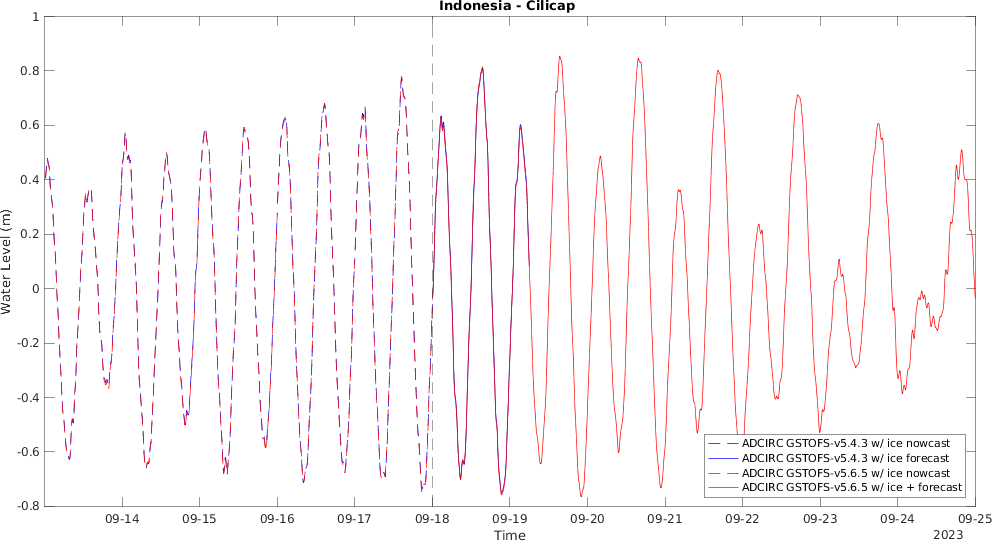 Indonesia - Cilicap
1
0.8
0.6
0.4
0.2
0
-0.2
-0.4
-0.6
-0.8
Water Level (m)
ADCIRC GSTOFS-v5.4.3 w/ ice nowcast
ADCIRC GSTOFS-v5.4.3 w/ ice forecast
ADCIRC GSTOFS-v5.6.5 w/ ice nowcast
ADCIRC GSTOFS-v5.6.5 w/ ice + forecast
09-14 09-15 09-16 09-17 09-18 09-19 09-20 09-21 09-22 09-23 09-24 09-25
Time
2023